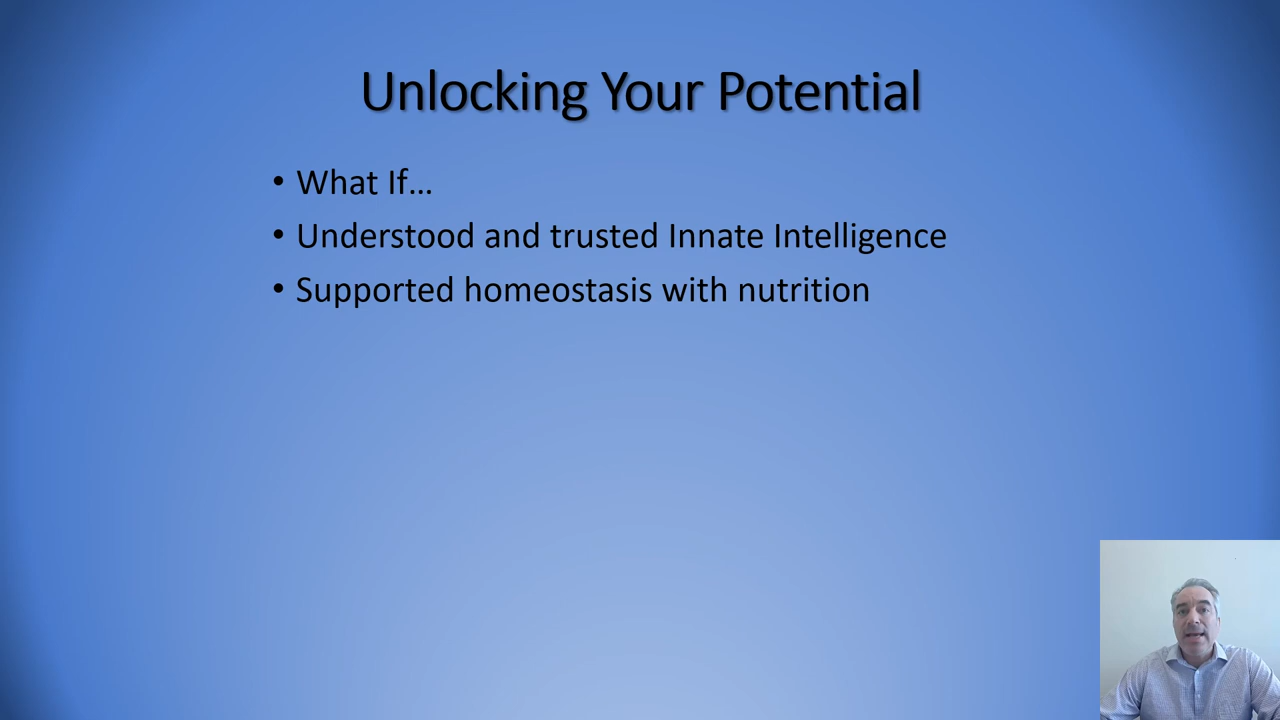 Unlocking Your Potential
• What If…
• Understood and trusted Innate Intelligence
• Supported homeostasis with nutrition